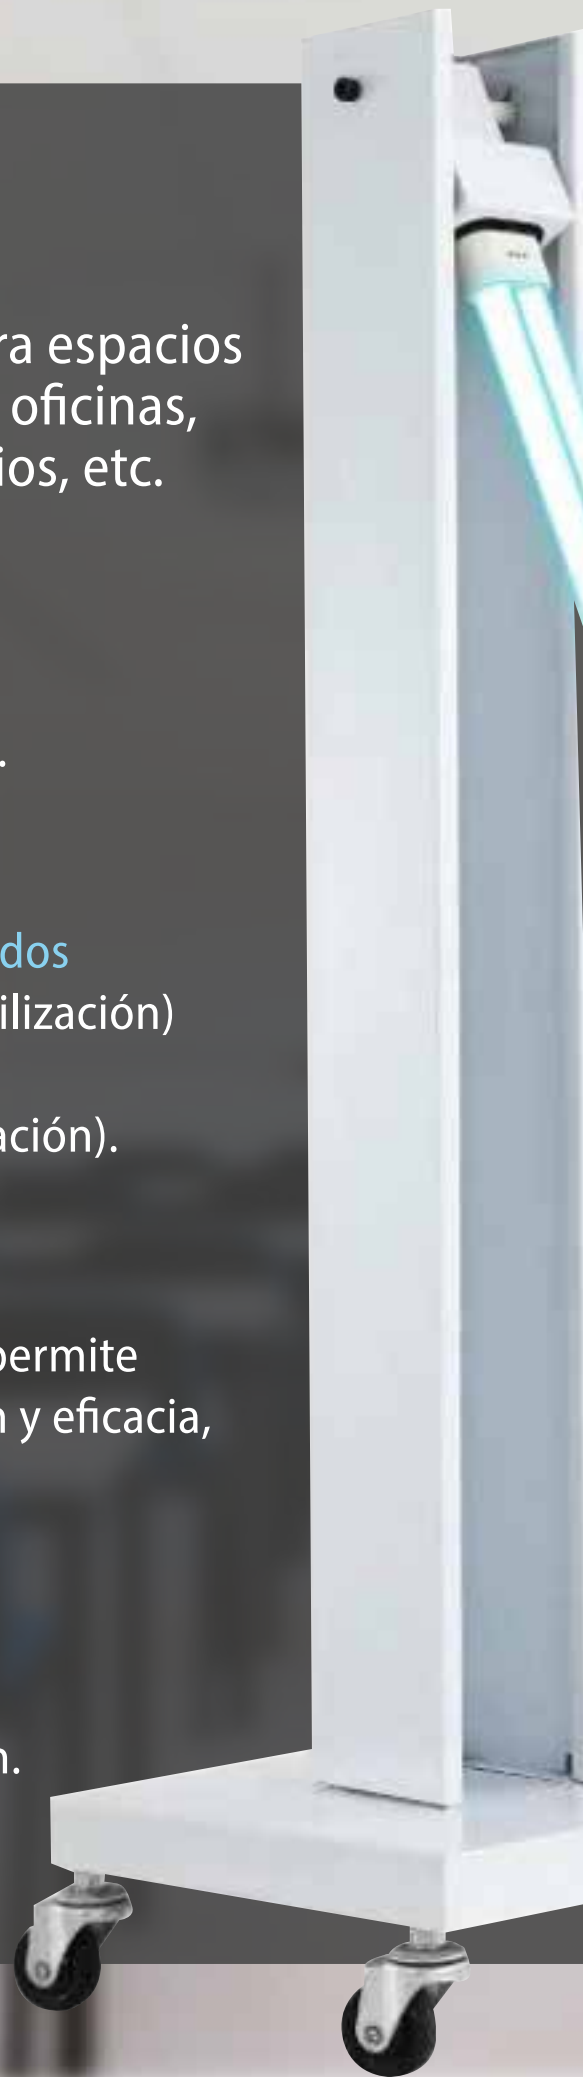 ra espacios
oficinas,
ios, etc.
.
dos
ilización)
ación).
permite
n y eficacia,
n.